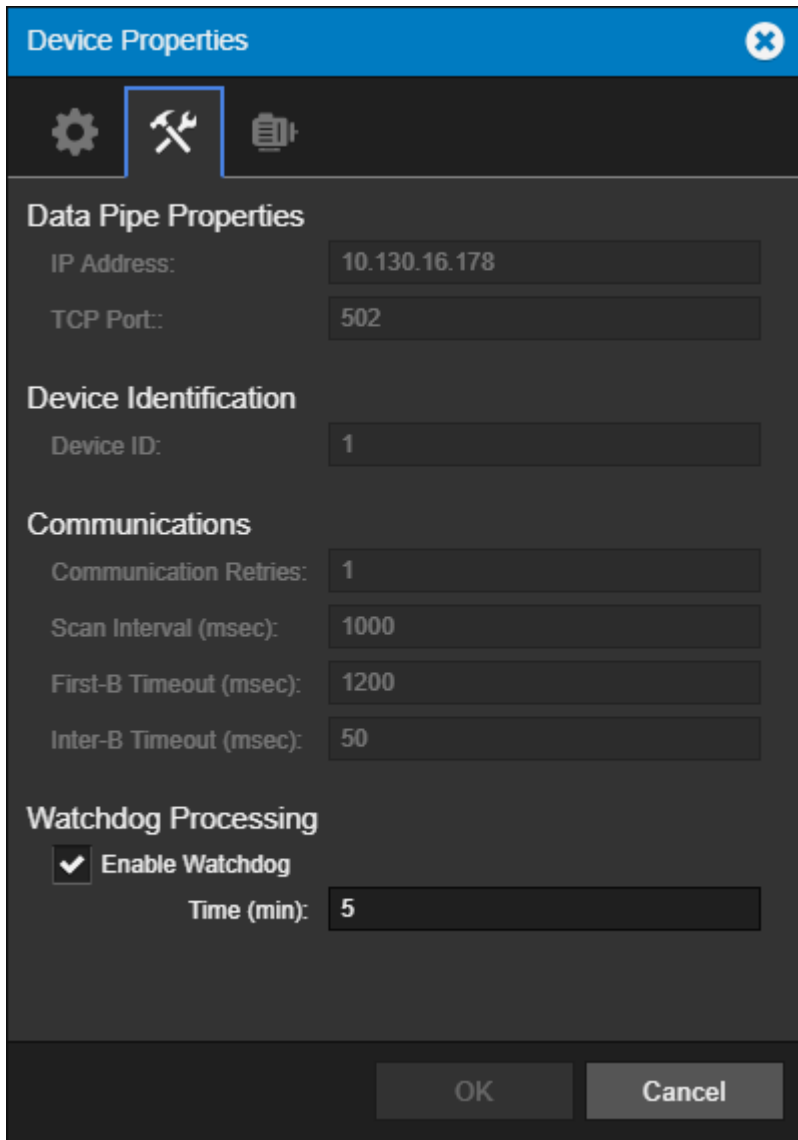 Device Properties
Data Pipe Properties
IP Address: 10.130.16.178
TCP Port:: 502
Device Identification
Device ID: 1
Communications
Communication Retries: 1
Scan Interval (msec): 1000
First-B Timeout (msec): 1200
Inter-B Timeout (msec): 50
Watchdog Processing
Enable Watchdog
Time (min): 5
OK Cancel